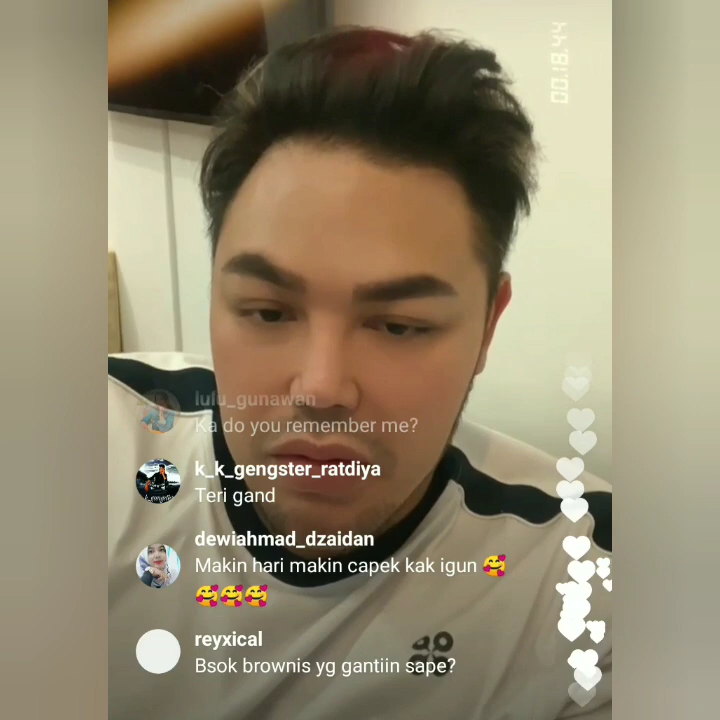 00:18.44
lulu_gunawan
Ka do you remember me?
k_k_gengster_ratdiya
Teri gand
dewiahmad_dzaidan
Makin hari makin capek kak igun 🥰
🥰🥰🥰
reyxical
Bsok brownis yg gantiin sape?